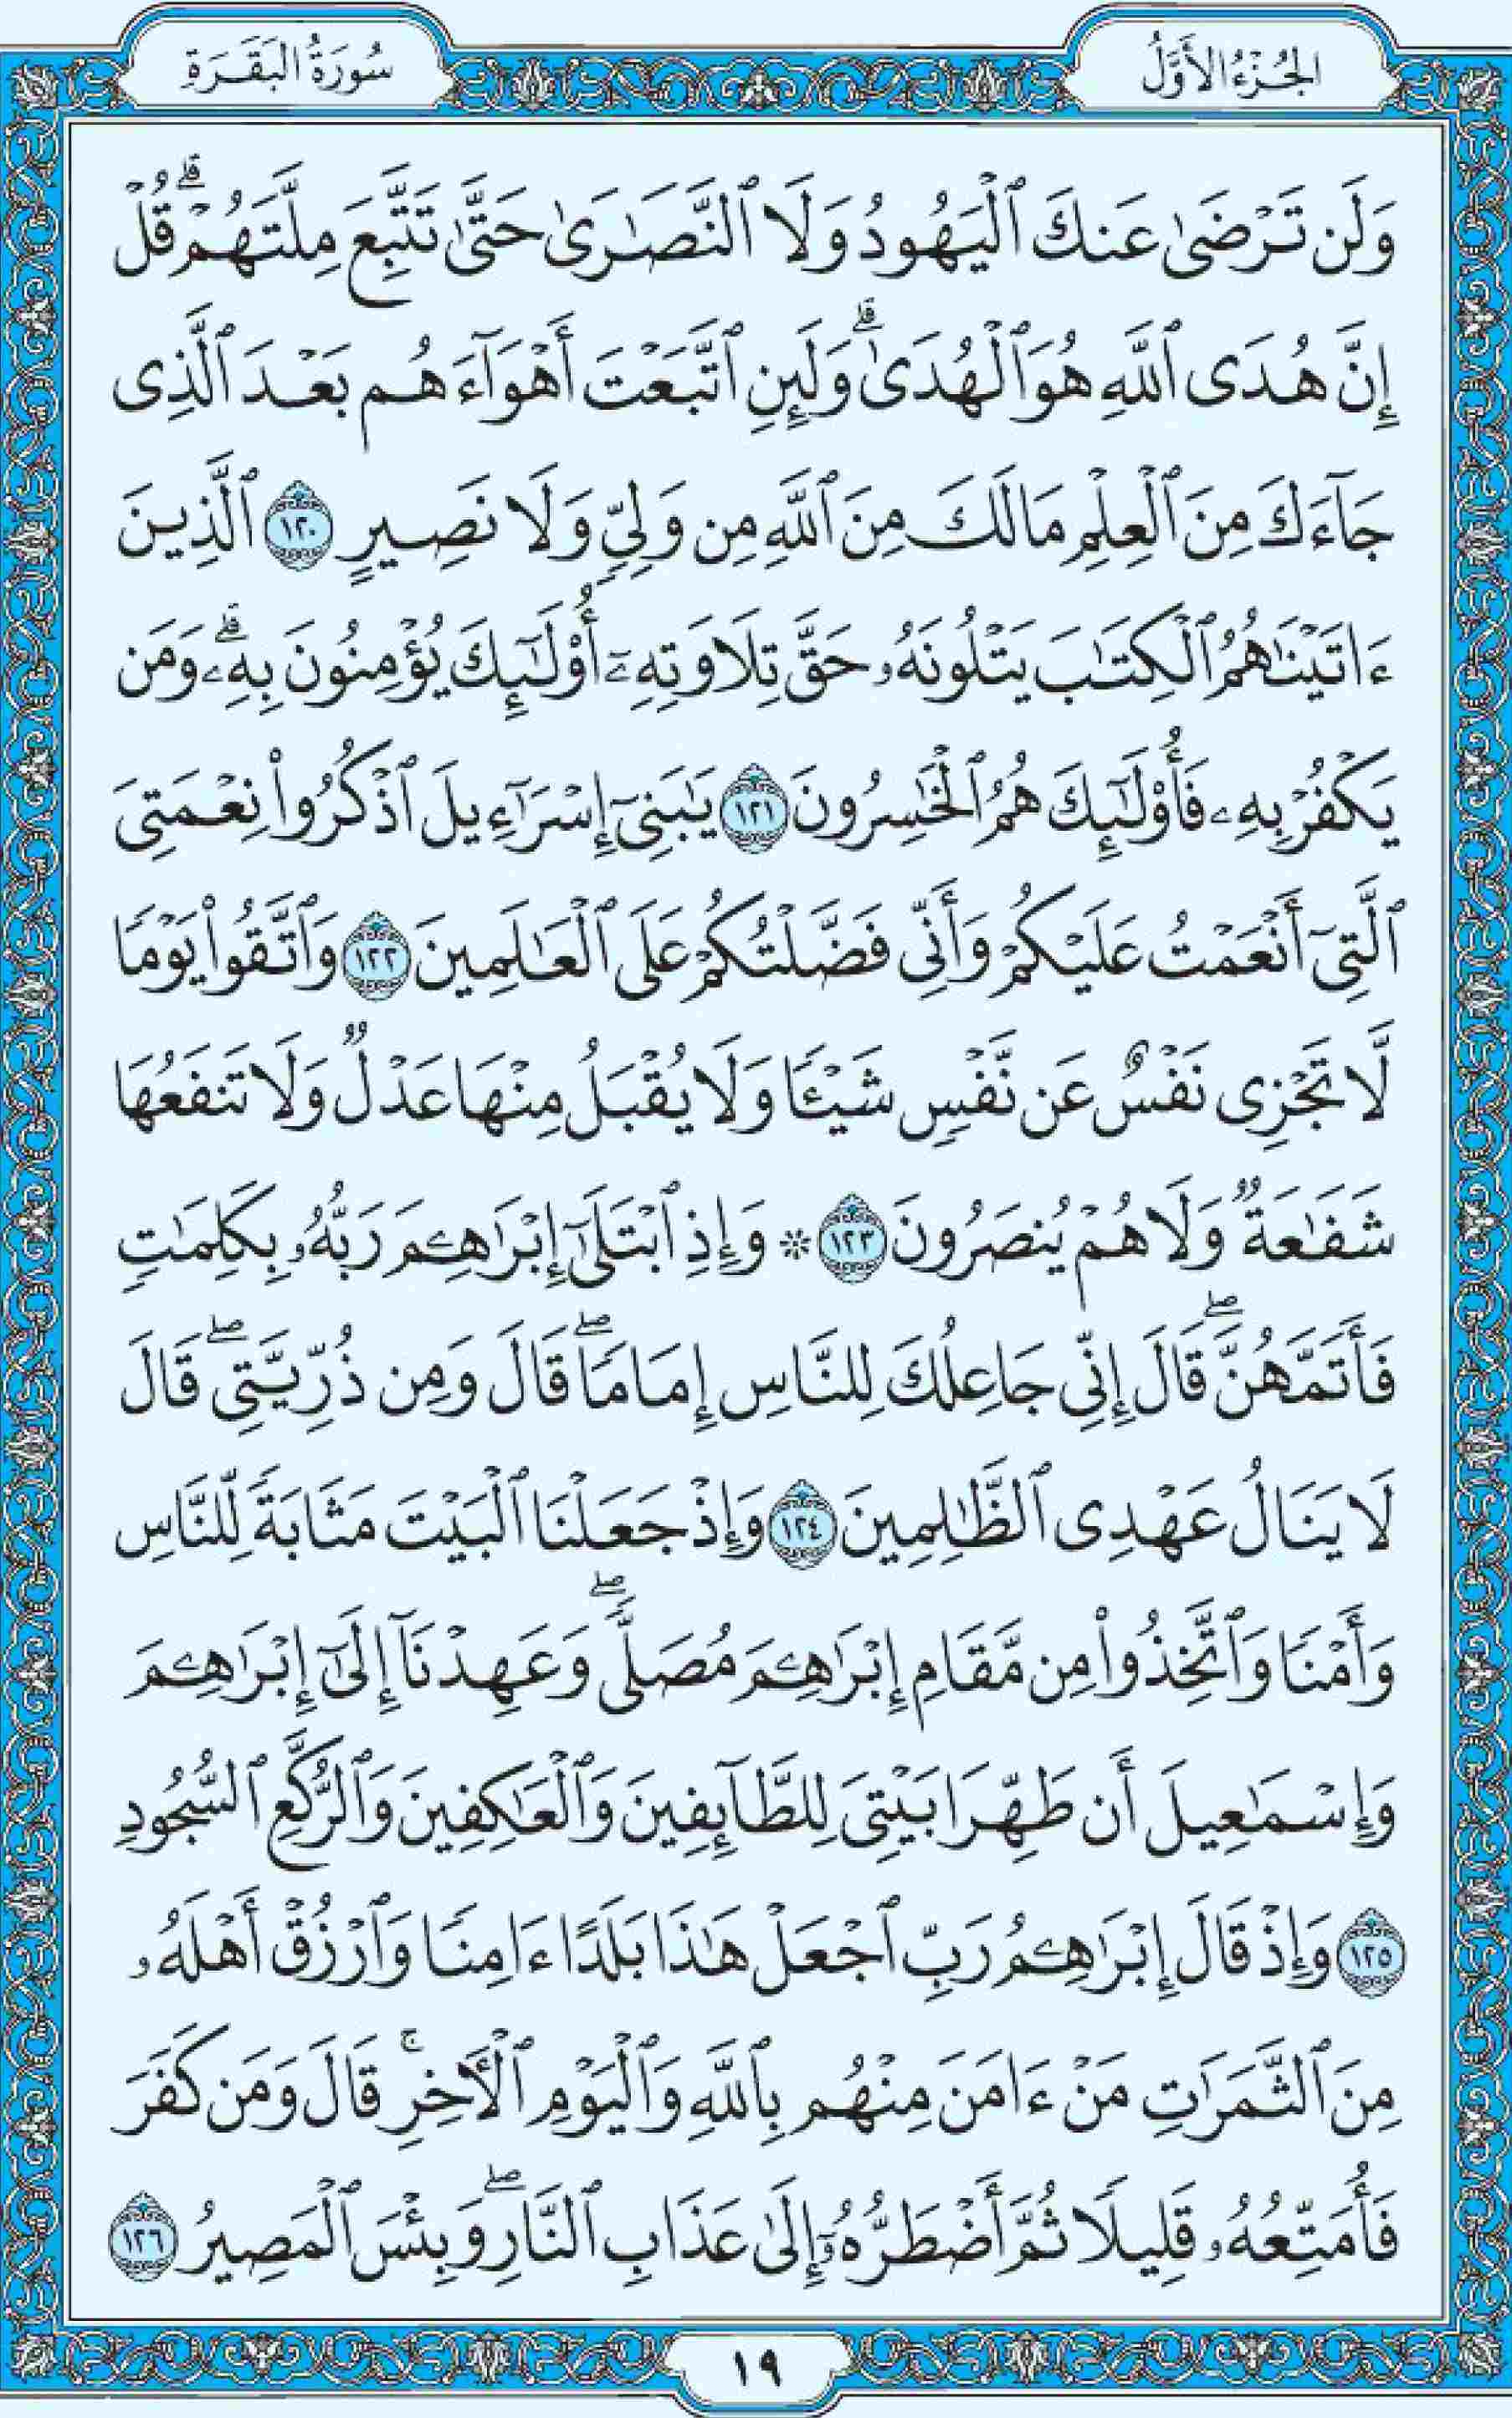 الجُزْءُ الأَوَّلُ
سُورَةُ البَقَرَةِ
وَلَن تَرْضَىٰ عَنكَ ٱلْيَهُودُ وَلَا ٱلنَّصَـٰرَىٰ حَتَّىٰ تَتَّبِعَ مِلَّتَهُمْ ۗ قُلْ
إِنَّ هُدَى ٱللَّهِ هُوَ ٱلْهُدَىٰ ۗ وَلَئِنِ ٱتَّبَعْتَ أَهْوَآءَهُم بَعْدَ ٱلَّذِى
جَآءَكَ مِنَ ٱلْعِلْمِ مَا لَكَ مِنَ ٱللَّهِ مِن وَلِىٍّ وَلَا نَصِيرٍ ١٢٠ ٱلَّذِينَ
ءَاتَيْنَـٰهُمُ ٱلْكِتَـٰبَ يَتْلُونَهُۥ حَقَّ تِلَاوَتِهِۦٓ أُو۟لَـٰٓئِكَ يُؤْمِنُونَ بِهِۦ ۗ وَمَن
يَكْفُرْ بِهِۦ فَأُو۟لَـٰٓئِكَ هُمُ ٱلْخَـٰسِرُونَ ١٢١ يَـٰبَنِىٓ إِسْرَٰٓءِيلَ ٱذْكُرُوا۟ نِعْمَتِىَ
ٱلَّتِىٓ أَنْعَمْتُ عَلَيْكُمْ وَأَنِّى فَضَّلْتُكُمْ عَلَى ٱلْعَـٰلَمِينَ ١٢٢ وَٱتَّقُوا۟ يَوْمًا
لَّا تَجْزِى نَفْسٌ عَن نَّفْسٍ شَيْـًٔا وَلَا يُقْبَلُ مِنْهَا عَدْلٌ وَلَا تَنفَعُهَا
شَفَـٰعَةٌ وَلَا هُمْ يُنصَرُونَ ١٢٣ ۞ وَإِذِ ٱبْتَلَىٰٓ إِبْرَٰهِـۧمَ رَبُّهُۥ بِكَلِمَـٰتٍ
فَأَتَمَّهُنَّ ۖ قَالَ إِنِّى جَاعِلُكَ لِلنَّاسِ إِمَامًا ۖ قَالَ وَمِن ذُرِّيَّتِى ۖ قَالَ
لَا يَنَالُ عَهْدِى ٱلظَّـٰلِمِينَ ١٢٤ وَإِذْ جَعَلْنَا ٱلْبَيْتَ مَثَابَةً لِّلنَّاسِ
وَأَمْنًا وَٱتَّخِذُوا۟ مِن مَّقَامِ إِبْرَٰهِـۧمَ مُصَلًّى ۖ وَعَهِدْنَآ إِلَىٰٓ إِبْرَٰهِـۧمَ
وَإِسْمَـٰعِيلَ أَن طَهِّرَا بَيْتِىَ لِلطَّآئِفِينَ وَٱلْعَـٰكِفِينَ وَٱلرُّكَّعِ ٱلسُّجُودِ
١٢٥ وَإِذْ قَالَ إِبْرَٰهِـۧمُ رَبِّ ٱجْعَلْ هَـٰذَا بَلَدًا ءَامِنًا وَٱرْزُقْ أَهْلَهُۥ
مِنَ ٱلثَّمَرَٰتِ مَنْ ءَامَنَ مِنْهُم بِٱللَّهِ وَٱلْيَوْمِ ٱلْـَٔاخِرِ ۚ قَالَ وَمَن كَفَرَ
فَأُمَتِّعُهُۥ قَلِيلًا ثُمَّ أَضْطَرُّهُۥٓ إِلَىٰ عَذَابِ ٱلنَّارِ ۖ وَبِئْسَ ٱلْمَصِيرُ ١٢٦
١٩